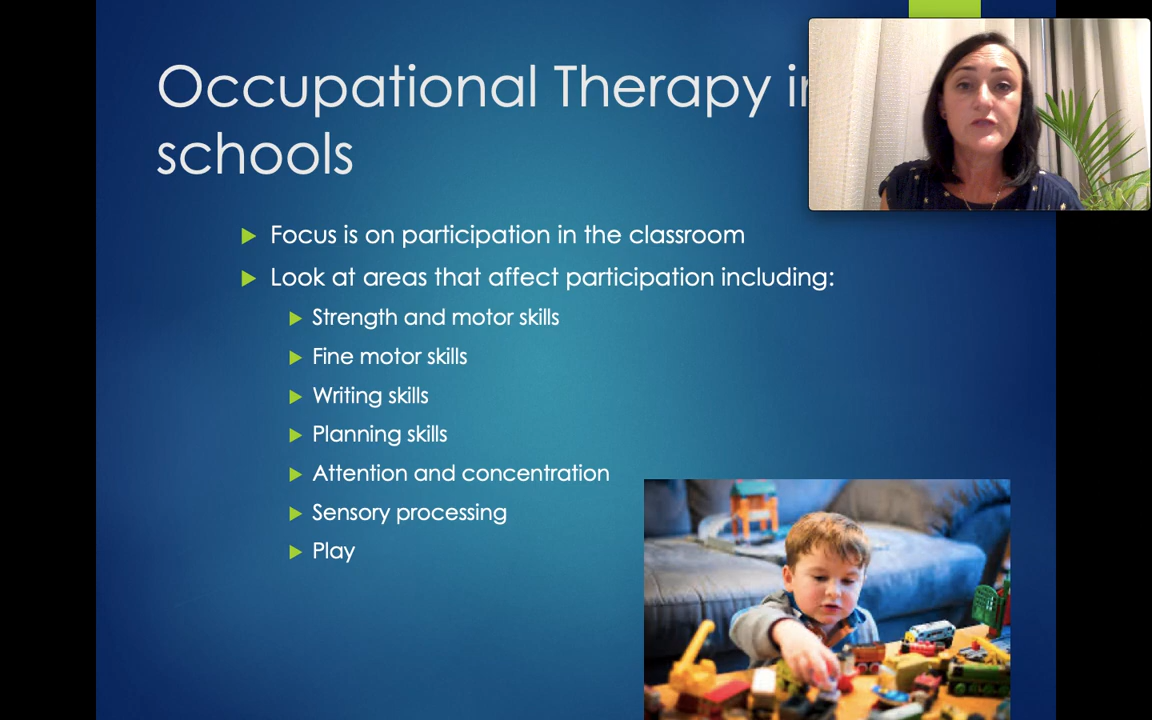 Occupational Therapy
schools
Focus is on participation in the classroom
Look at areas that affect participation including:
Strength and motor skills
Fine motor skills
Writing skills
Planning skills
Attention and concentration
Sensory processing
Play